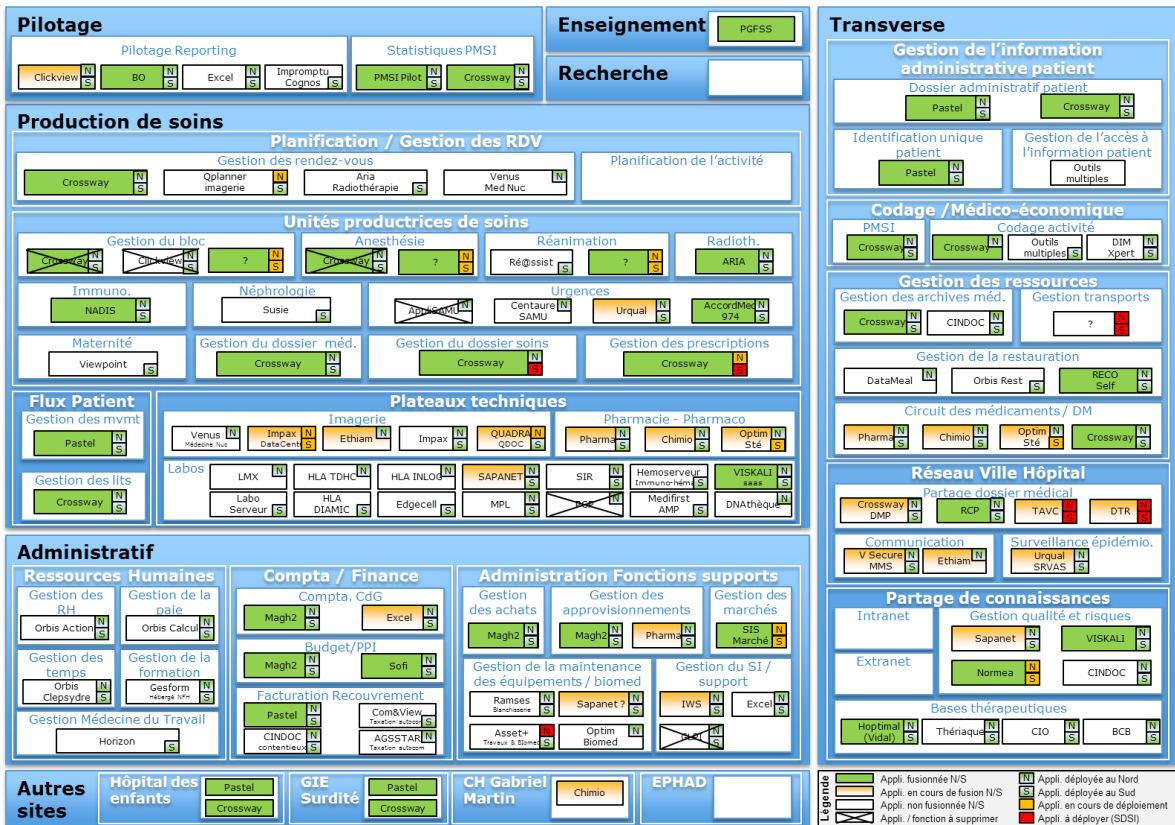 Pilotage
Pilotage Reporting
Clickview N S
BO N S
Excel N S
Impromptu Cognos S
Statistiques PMSI
PMSI Pilot N S
Crossway N S
Enseignement
PGFSS
Recherche
Production de soins
Planification / Gestion des RDV
Gestion des rendez-vous
Crossway N S
Qplanner imagerie N S
Aria Radiothérapie S
Venus Med Nuc N
Planification de l'activité
Unités productrices de soins
Gestion du bloc
Crossway N S
Clickview N S
? N S
Anesthésie
Crossway N S
? N S
Réanimation
Ré@ssist S
? N S
Radioth.
ARIA N S
Immuno.
NADIS N S
Néphrologie
Susie S
Urgences
AppliSAMU N
Centaure SAMU N
Urqual N S
AccordMed 974 N S
Maternité
Viewpoint S
Gestion du dossier méd.
Crossway N S
Gestion du dossier soins
Crossway N S
Gestion des prescriptions
Crossway N S
Flux Patient
Gestion des mvmt
Pastel N S
Gestion des lits
Crossway N S
Plateaux techniques
Imagerie
Venus Médecine Nuc N
Impax DataCent N S
Ethiam N S
Impax S
QUADRA QDOC N S
Pharmacie - Pharmaco
Pharma N S
Chimio N S
Optim Sté N S
Labos
LMX N
HLA TDHC N
HLA INLOG N
SAPANET N S
SIR N S
Hemoserveur Immuno-héma
VISKALI saas N S
Labo Serveur S
HLA DIAMIC S
Edgecell S
MPL N S
Medifirst AMP S
DNAthèque N
Administratif
Ressources Humaines
Gestion des RH
Orbis Action N S
Gestion de la paie
Orbis Calcul N S
Gestion des temps
Orbis Clepsydre N S
Gestion de la formation
Gesform Hébergé NFH N S
Gestion Médecine du Travail
Horizon S
Compta / Finance
Compta. CdG
Magh2 N S
Excel N S
Budget/PPI
Magh2 N S
Sofi N S
Facturation Recouvrement
Pastel N S
Com&View Taxation autocom S
CINDOC contentieux N S
AGSSTAR Taxation autocom N
Administration Fonctions supports
Gestion des achats
Magh2 N S
Gestion des approvisionnements
Magh2 N S
Pharma N S
Gestion des marchés
SIS Marché N S
Gestion de la maintenance des équipements / biomed
Ramses Blanchisserie N S
Sapanet ? N S
Asset+ Travaux & Biomed N S
Optim Biomed N
Gestion du SI / support
IWS N S
Excel N S
GLPI N S
Autres sites
Hôpital des enfants
Pastel N S
Crossway N S
GIE Surdité
Pastel N S
Crossway N S
CH Gabriel Martin
Chimio
EPHAD
Transverse
Gestion de l'information administrative patient
Dossier administratif patient
Pastel N S
Crossway N S
Identification unique patient
Pastel N S
Gestion de l'accès à l'information patient
Outils multiples
Codage /Médico-économique
PMSI
Crossway N S
Codage activité
Crossway N
Outils multiples N S
DIM Xpert N S
Gestion des ressources
Gestion des archives méd.
Crossway N S
CINDOC N S
Gestion transports
? N S
Gestion de la restauration
DataMeal N
Orbis Rest S
RECO Self N S
Circuit des médicaments / DM
Pharma N S
Chimio N S
Optim Sté N S
Crossway N S
Réseau Ville Hôpital
Partage dossier médical
Crossway DMP N S
RCP N S
TAVC N S
DTR N S
Communication
V Secure MMS N S
Ethiam N S
Surveillance épidémio.
Urqual SRVAS N S
Partage de connaissances
Intranet
Extranet
Gestion qualité et risques
Sapanet N S
VISKALI N S
Normea N S
CINDOC N S
Bases thérapeutiques
Hoptimal (Vidal) N S
Thériaque N S
CIO N S
BCB N S
Légende
Appli. fusionnée N/S
Appli. en cours de fusion N/S
Appli. non fusionnée N/S
Appli. / fonction à supprimer
N Appli. déployée au Nord
S Appli. déployée au Sud
Appli. en cours de déploiement
Appli. à déployer (SDSI)